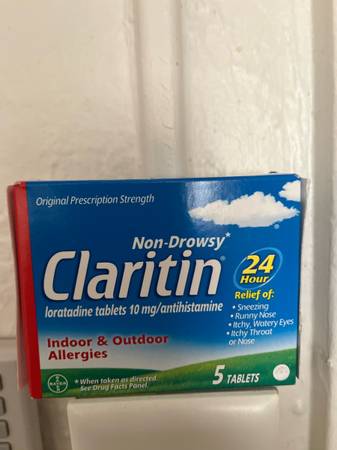 Original Prescription Strength
Non-Drowsy*
Claritin®
loratadine tablets 10 mg/antihistamine
24
Hour
Relief of:
• Sneezing
• Runny Nose
• Itchy, Watery Eyes
• Itchy Throat
or Nose
Indoor & Outdoor
Allergies
BAYER
*When taken as directed.
See Drug Facts Panel.
5 TABLETS